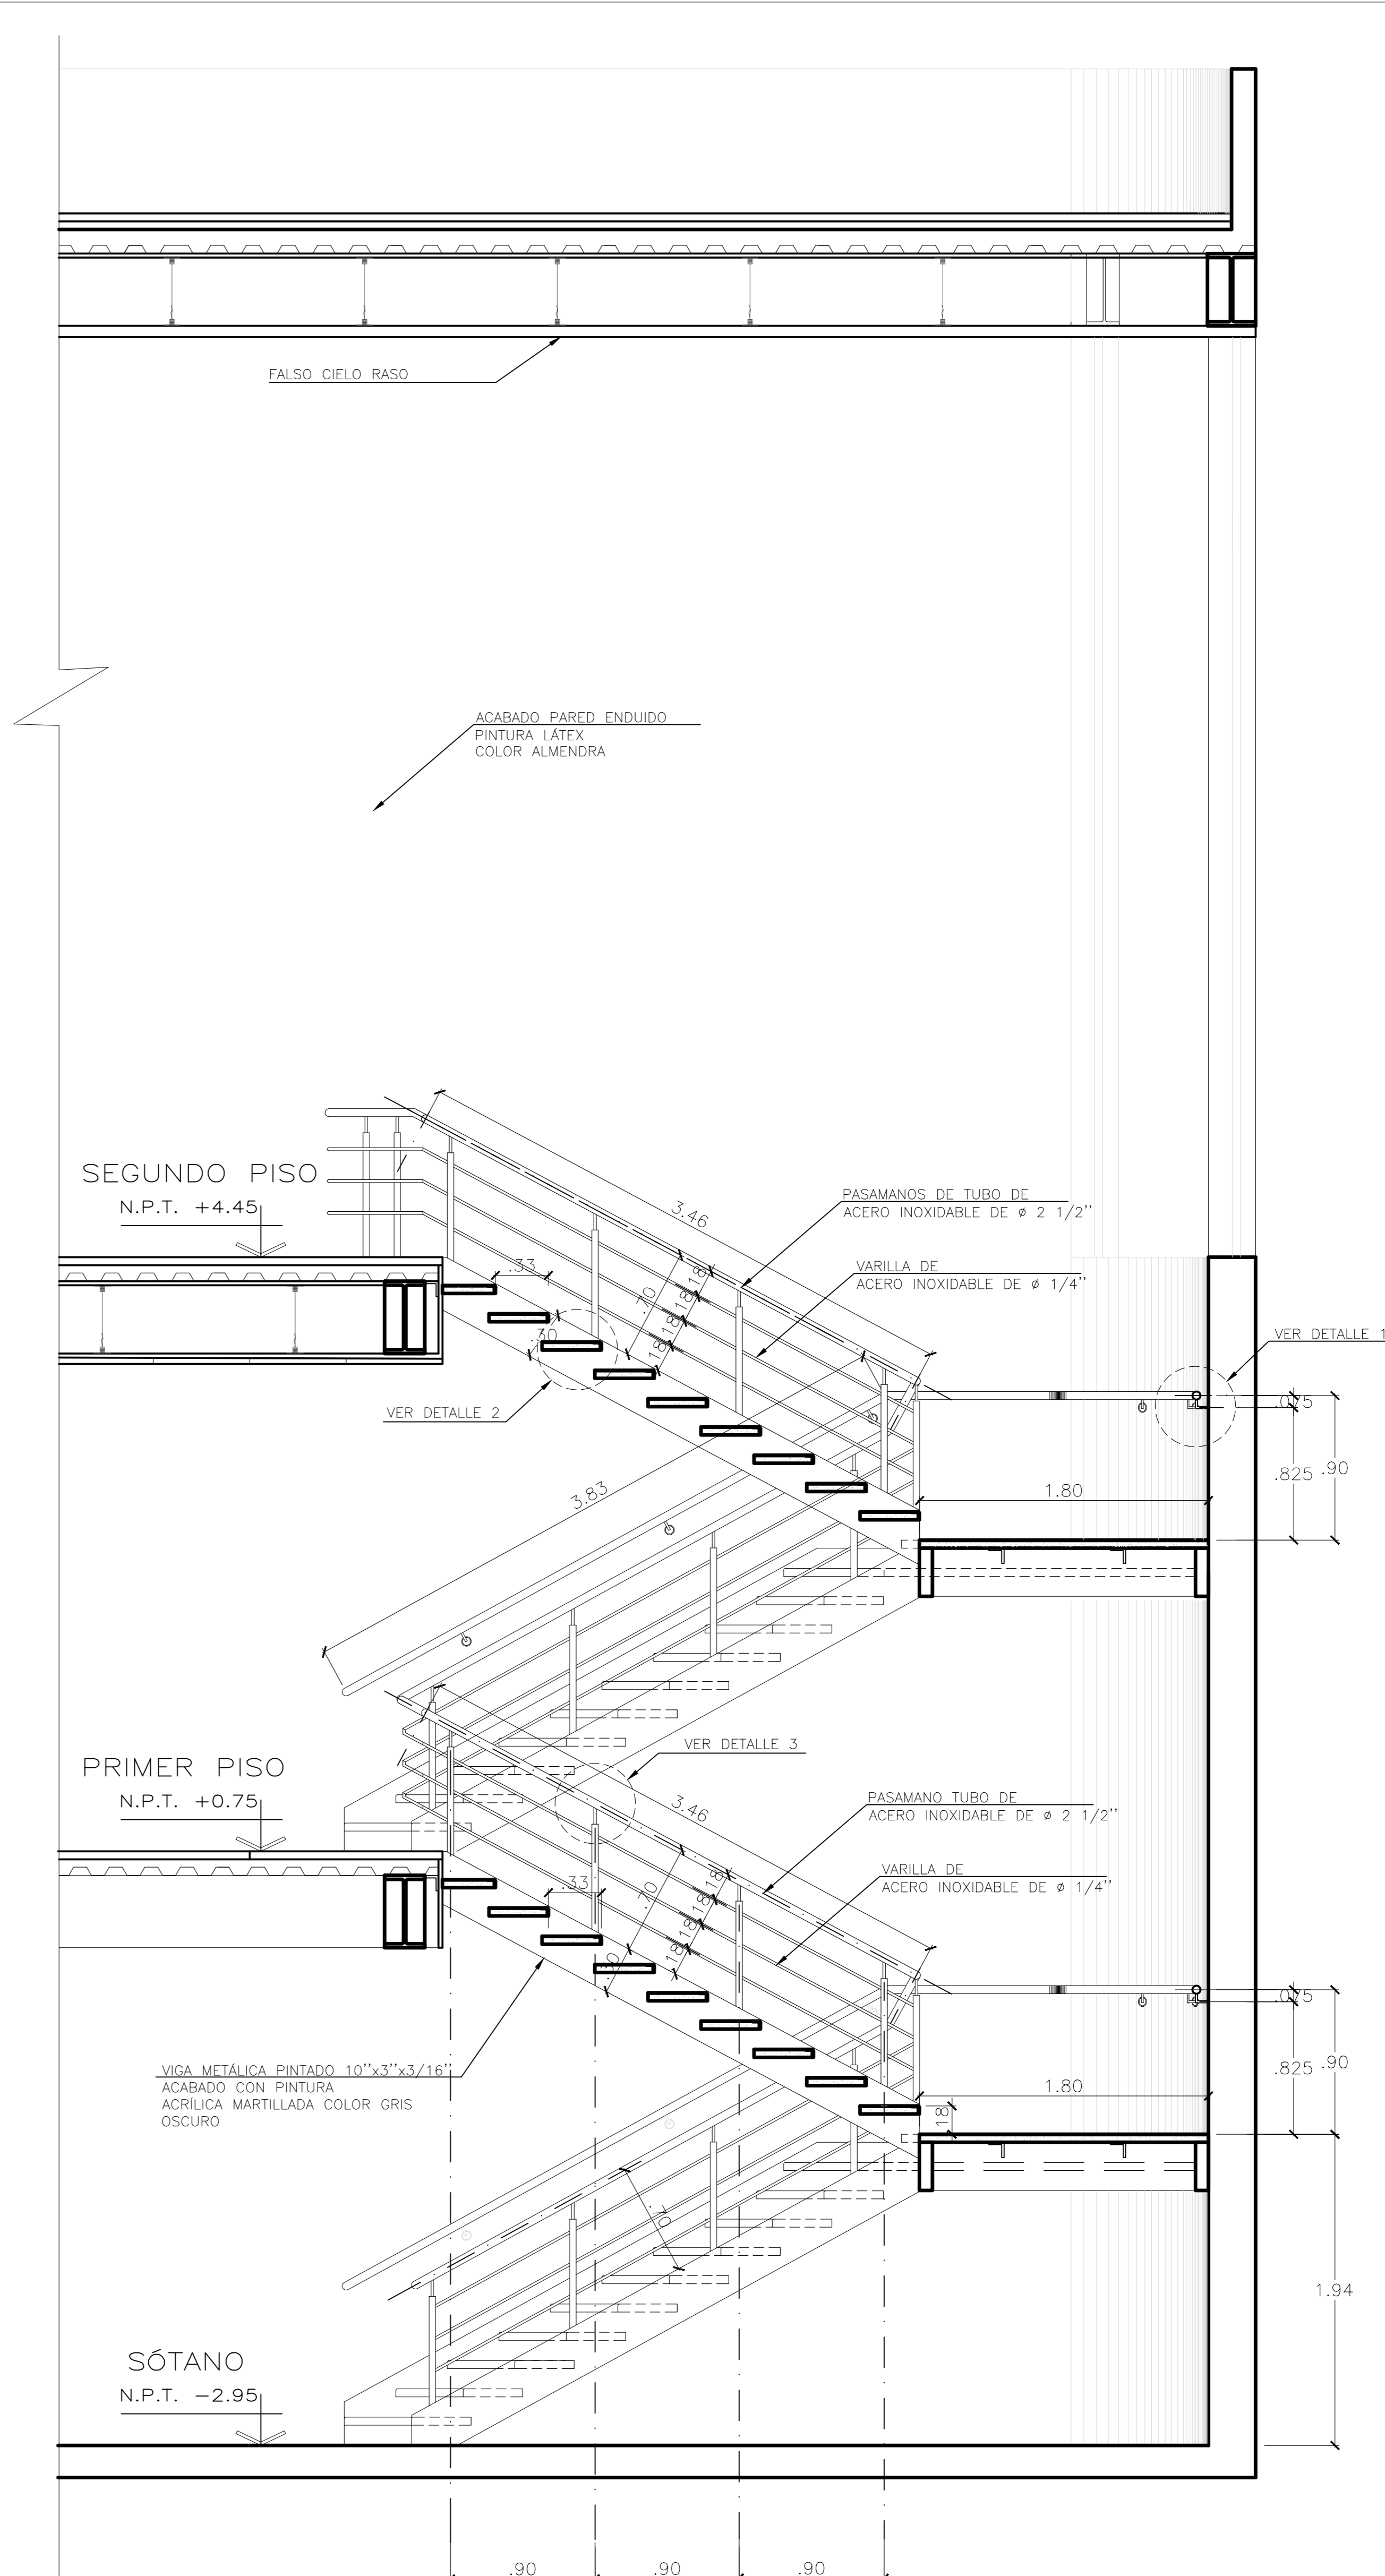 FALSO CIELO RASO
ACABADO PARED ENDUIDO
PINTURA LÁTEX
COLOR ALMENDRA
SEGUNDO PISO
N.P.T. +4.45
3.46
PASAMANOS DE TUBO DE
ACERO INOXIDABLE DE ø 2 1/2''
VARILLA DE
ACERO INOXIDABLE DE ø 1/4''
.33
.70
.18
.18
.18
.18
.30
VER DETALLE 1
VER DETALLE 2
.075
.825
.90
1.80
3.83
PRIMER PISO
N.P.T. +0.75
VER DETALLE 3
3.46
PASAMANO TUBO DE
ACERO INOXIDABLE DE ø 2 1/2''
VARILLA DE
ACERO INOXIDABLE DE ø 1/4''
.33
.70
.18
.18
.18
.18
.30
.075
.825
.90
1.80
.18
VIGA METÁLICA PINTADO 10''x3''x3/16''
ACABADO CON PINTURA
ACRÍLICA MARTILLADA COLOR GRIS
OSCURO
.70
1.94
SÓTANO
N.P.T. −2.95
.90
.90
.90